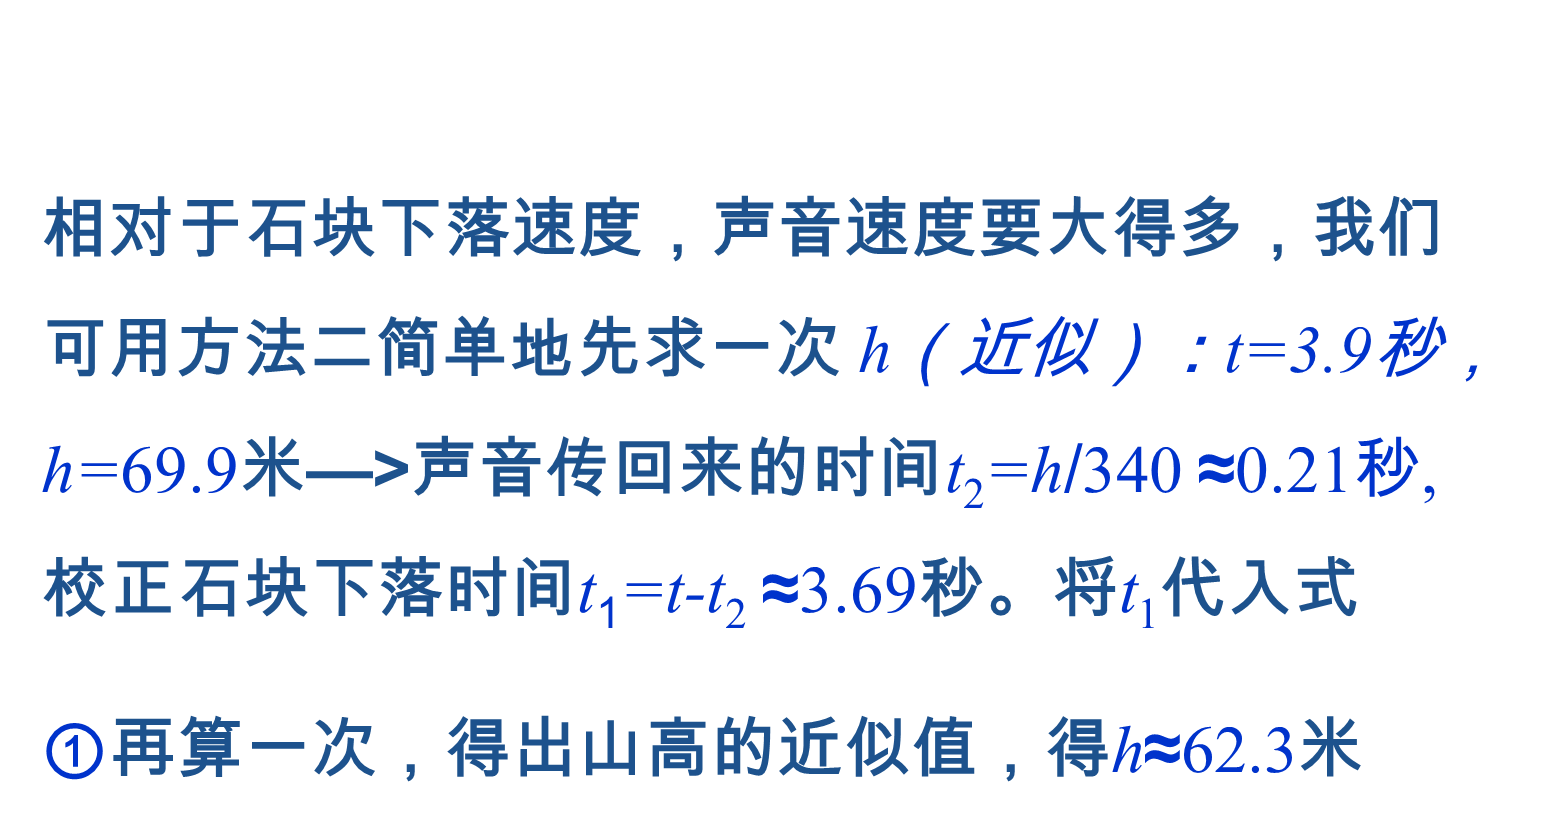 相对于石块下落速度，声音速度要大得多，我们
可用方法二简单地先求一次 h（近似）：t=3.9秒，
h=69.9米—>声音传回来的时间t₂=h/340 ≈0.21秒,
校正石块下落时间t₁=t-t₂ ≈3.69秒。将t₁代入式
①再算一次，得出山高的近似值，得h≈62.3米